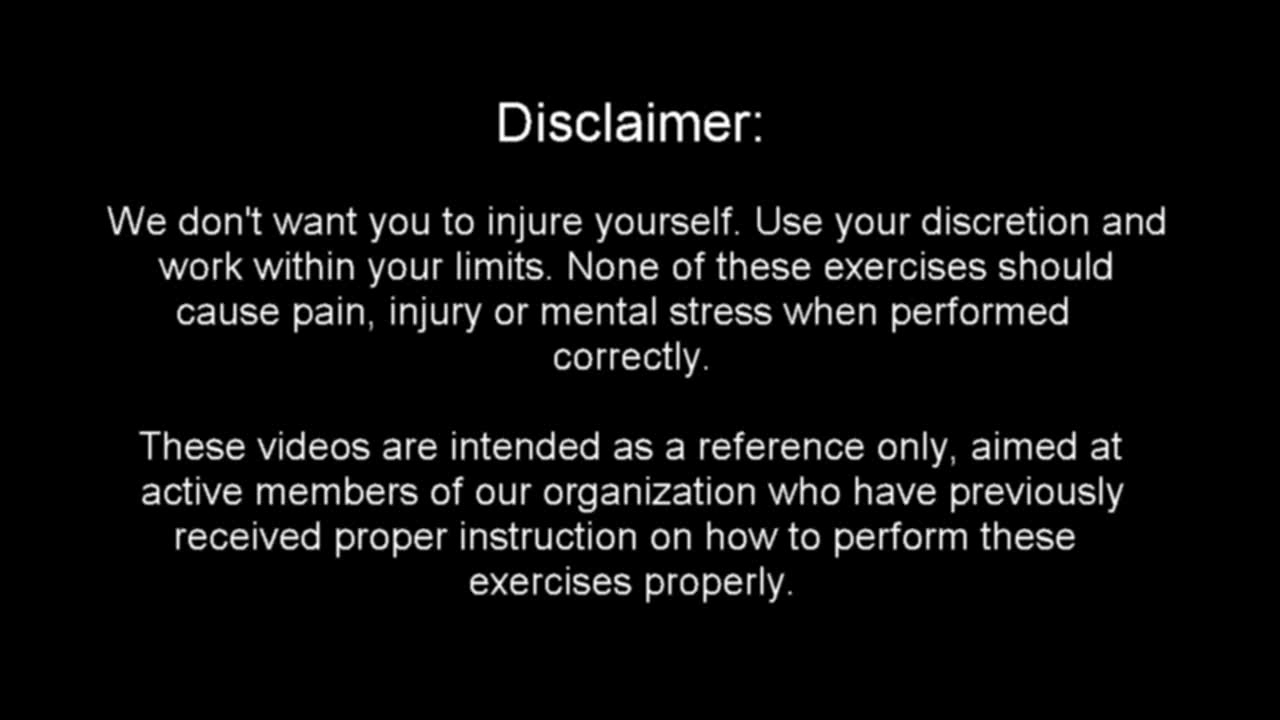 Disclaimer:
We don't want you to injure yourself. Use your discretion and
work within your limits. None of these exercises should
cause pain, injury or mental stress when performed
correctly.
These videos are intended as a reference only, aimed at
active members of our organization who have previously
received proper instruction on how to perform these
exercises properly.